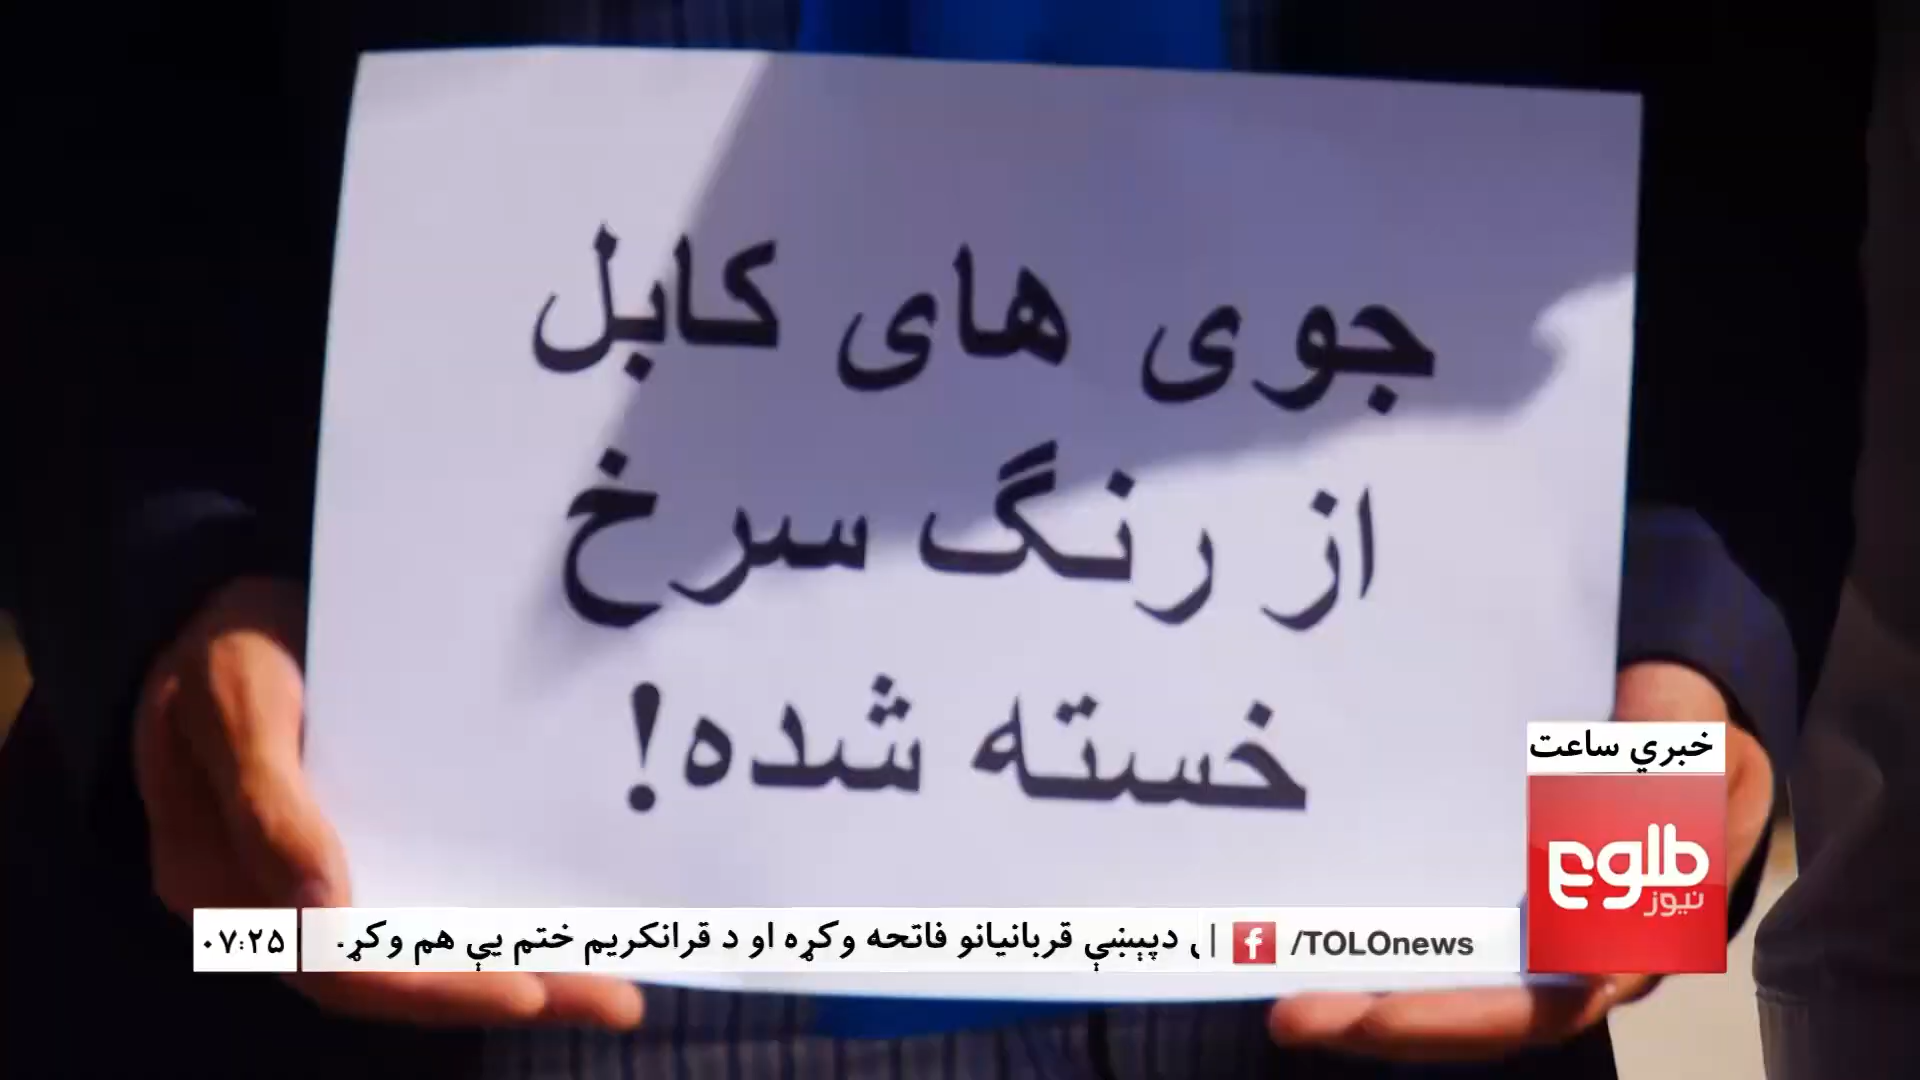 جوی های کابل
از رنگ سرخ
خسته شده!
خبري ساعت
طلوع
نیوز
۰۷:۲۵
دپېښې قربانیانو فاتحه وکړه او د قرانکریم ختم یې هم وکړ.
/TOLOnews